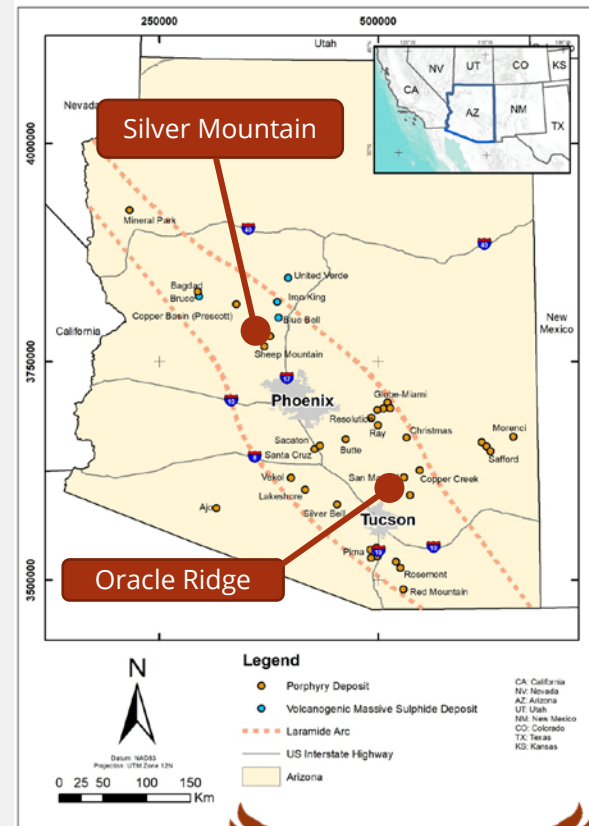 250000
500000
Utah
Nevada
NV
UT
CO
KS
CA
AZ
NM
TX
4000000
Silver Mountain
Mineral Park
40
40
United Verde
Bagdad
Bruce
Iron King
Copper Basin (Prescott)
Blue Bell
New
Mexico
California
Sheep Mountain
3750000
17
Phoenix
10
Globe-Miami
Resolution
Ray
Christmas
Morenci
Sacaton
Santa Cruz
Butte
Safford
8
Vekol
San Ma
Copper Creek
Lakeshore
Ajo
Silver Bell
Tucson
Pima
19
10
Oracle Ridge
Rosemont
Red Mountain
3500000
N
Datum: NAD83
Projection: UTM Zone 12N
0 25 50 100 150
Km
Legend
Porphyry Deposit
Volcanogenic Massive Sulphide Deposit
Laramide Arc
US Interstate Highway
Arizona
CA: California
NV: Nevada
AZ: Arizona
UT: Utah
NM: New Mexico
CO: Colorado
TX: Texas
KS: Kansas